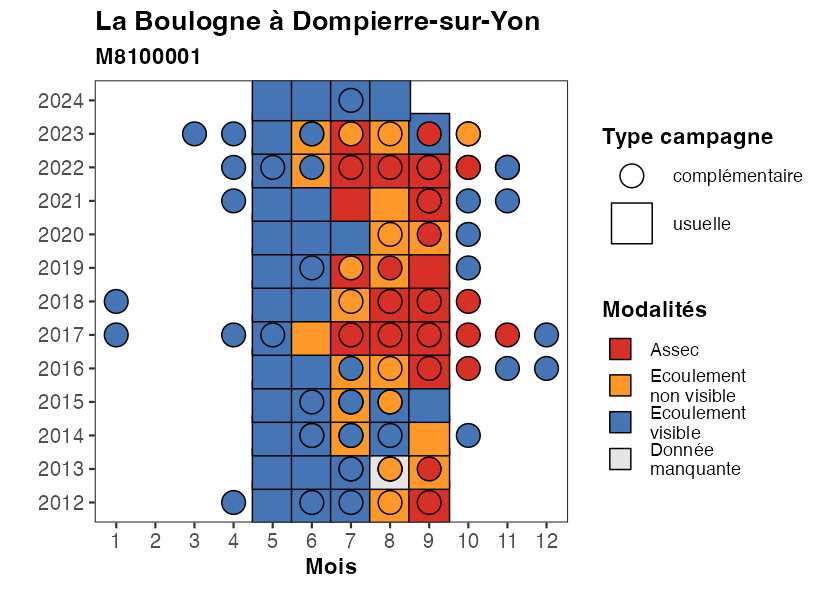 La Boulogne à Dompierre-sur-Yon
M8100001
2024
2023
2022
2021
2020
2019
2018
2017
2016
2015
2014
2013
2012
1 2 3 4 5 6 7 8 9 10 11 12
Mois
Type campagne
complémentaire
usuelle
Modalités
Assec
Ecoulement
non visible
Ecoulement
visible
Donnée
manquante